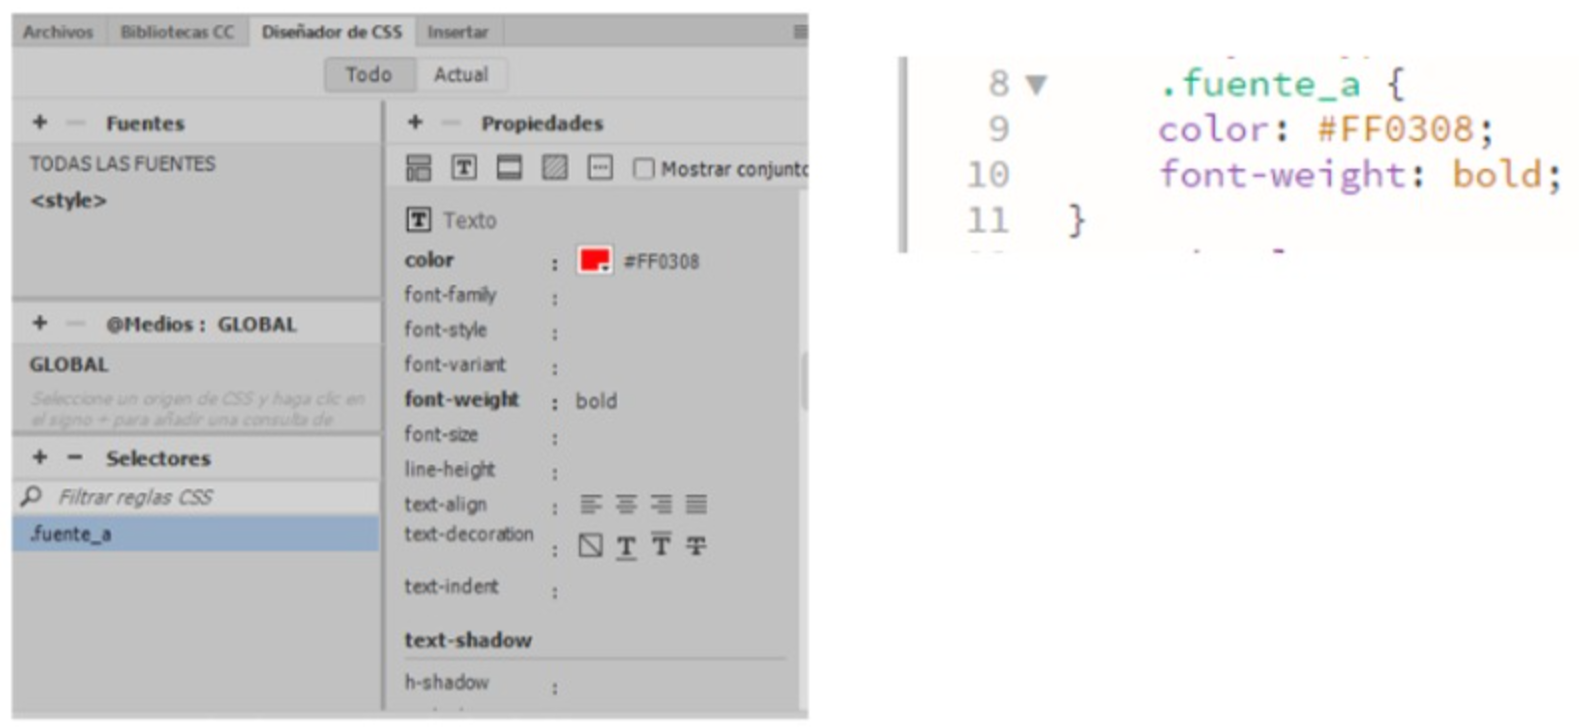 Archivos Bibliotecas CC Diseñador de CSS Insertar
Todo Actual
+ − Fuentes
TODAS LAS FUENTES
<style>
+ − @Medios : GLOBAL
GLOBAL
Seleccione un origen de CSS y haga clic en
el signo + para añadir una consulta de
+ − Selectores
Filtrar reglas CSS
.fuente_a
+ − Propiedades
Mostrar conjunto
Texto
color : #FF0308
font-family :
font-style :
font-variant :
font-weight : bold
font-size :
line-height :
text-align :
text-decoration :
text-indent :
text-shadow
h-shadow :
8 .fuente_a {
9 color: #FF0308;
10 font-weight: bold;
11 }